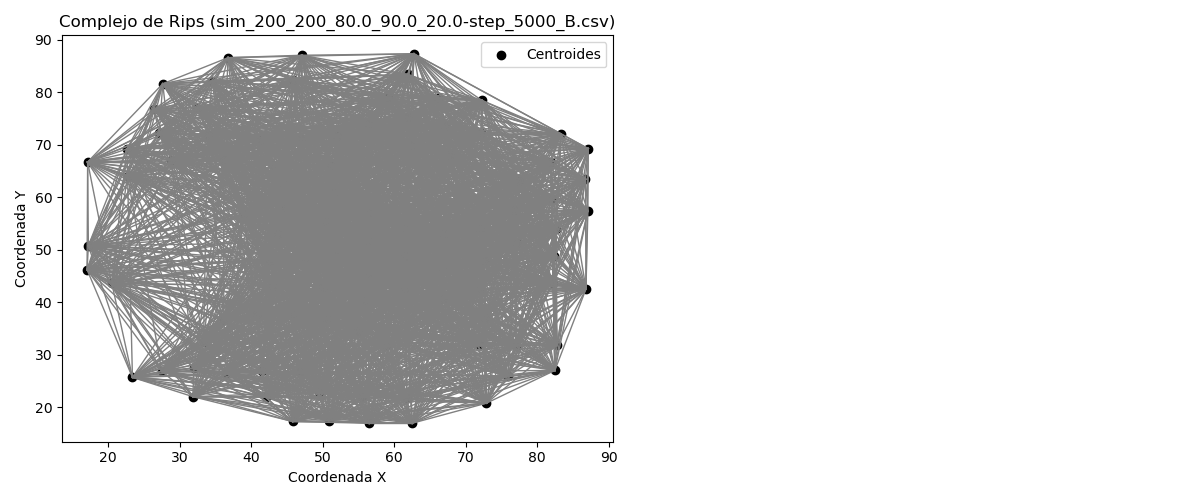 Complejo de Rips (sim_200_200_80.0_90.0_20.0-step_5000_B.csv)
Centroides
90
80
70
60
50
40
30
20
Coordenada Y
20 30 40 50 60 70 80 90
Coordenada X